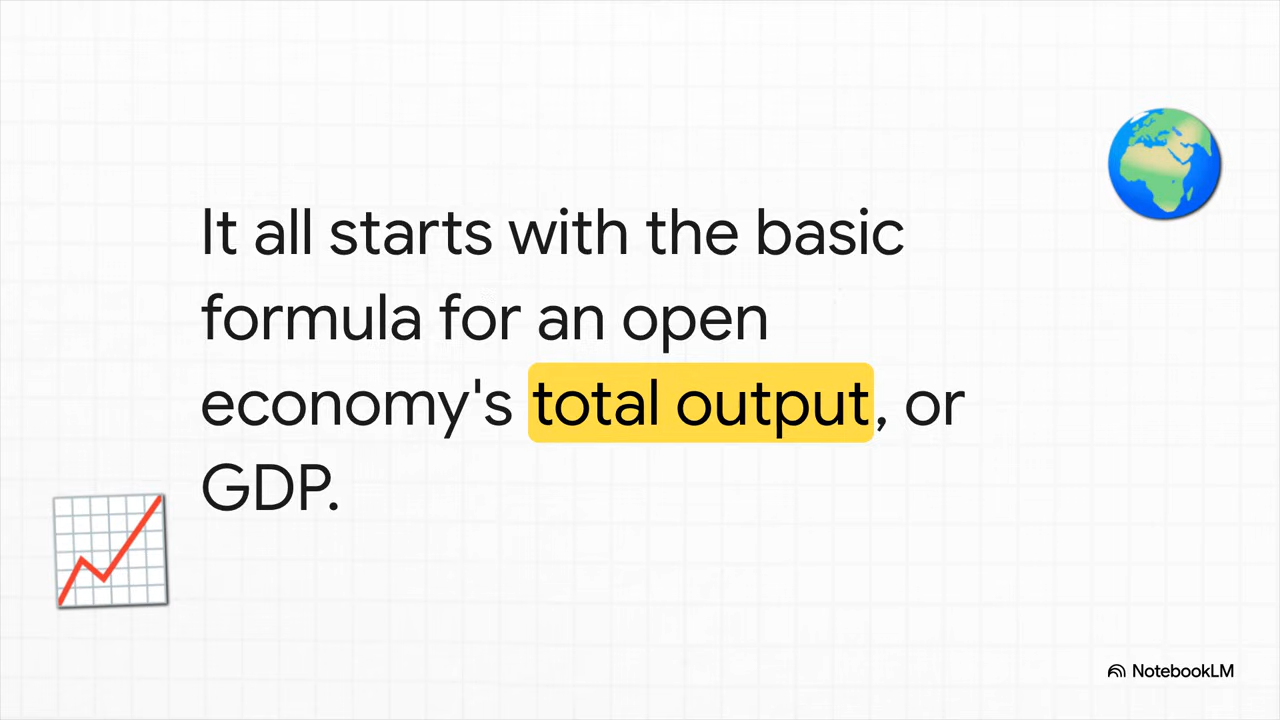 It all starts with the basic
formula for an open
economy's total output, or
GDP.
NotebookLM